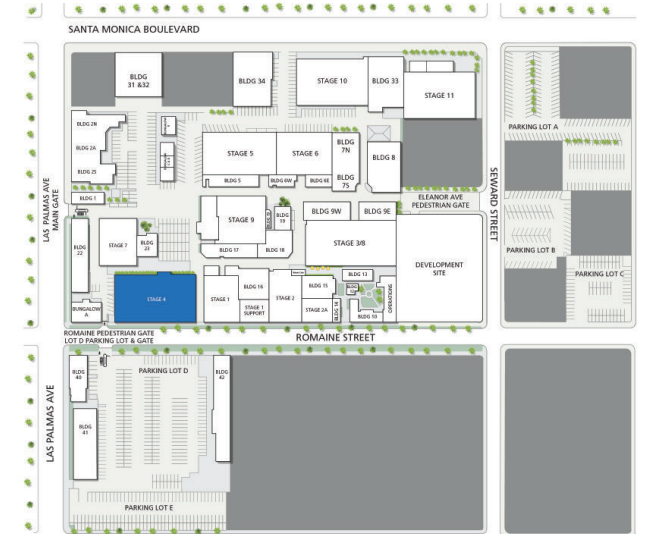 SANTA MONICA BOULEVARD
BLDG
31 &32
BLDG 34
STAGE 10
BLDG 33
STAGE 11
PARKING LOT A
BLDG 2N
BLDG 2A
BLDG 2S
STAGE 5
STAGE 6
BLDG
7N
BLDG
7S
BLDG 8
BLDG 5
BLDG 6W
BLDG 6E
LAS PALMAS AVE
MAIN GATE
BLDG 1
ELEANOR AVE
PEDESTRIAN GATE
SEWARD STREET
STAGE 9
BLDG
19
BLDG 9W
BLDG 9E
BLDG
22
STAGE 7
BLDG
23
BLDG 17
BLDG 18
STAGE 3/8
DEVELOPMENT
SITE
PARKING LOT B
PARKING LOT C
STAGE 4
STAGE 1
BLDG 16
STAGE 1
SUPPORT
STAGE 2
BLDG 15
STAGE 2A
BLDG 14
BLDG 13
BLDG 10
OPERATIONS
BUNGALOW
A
ROMAINE PEDESTRIAN GATE
LOT D PARKING LOT & GATE
ROMAINE STREET
LAS PALMAS AVE
BLDG
40
PARKING LOT D
BLDG
42
BLDG
41
PARKING LOT E